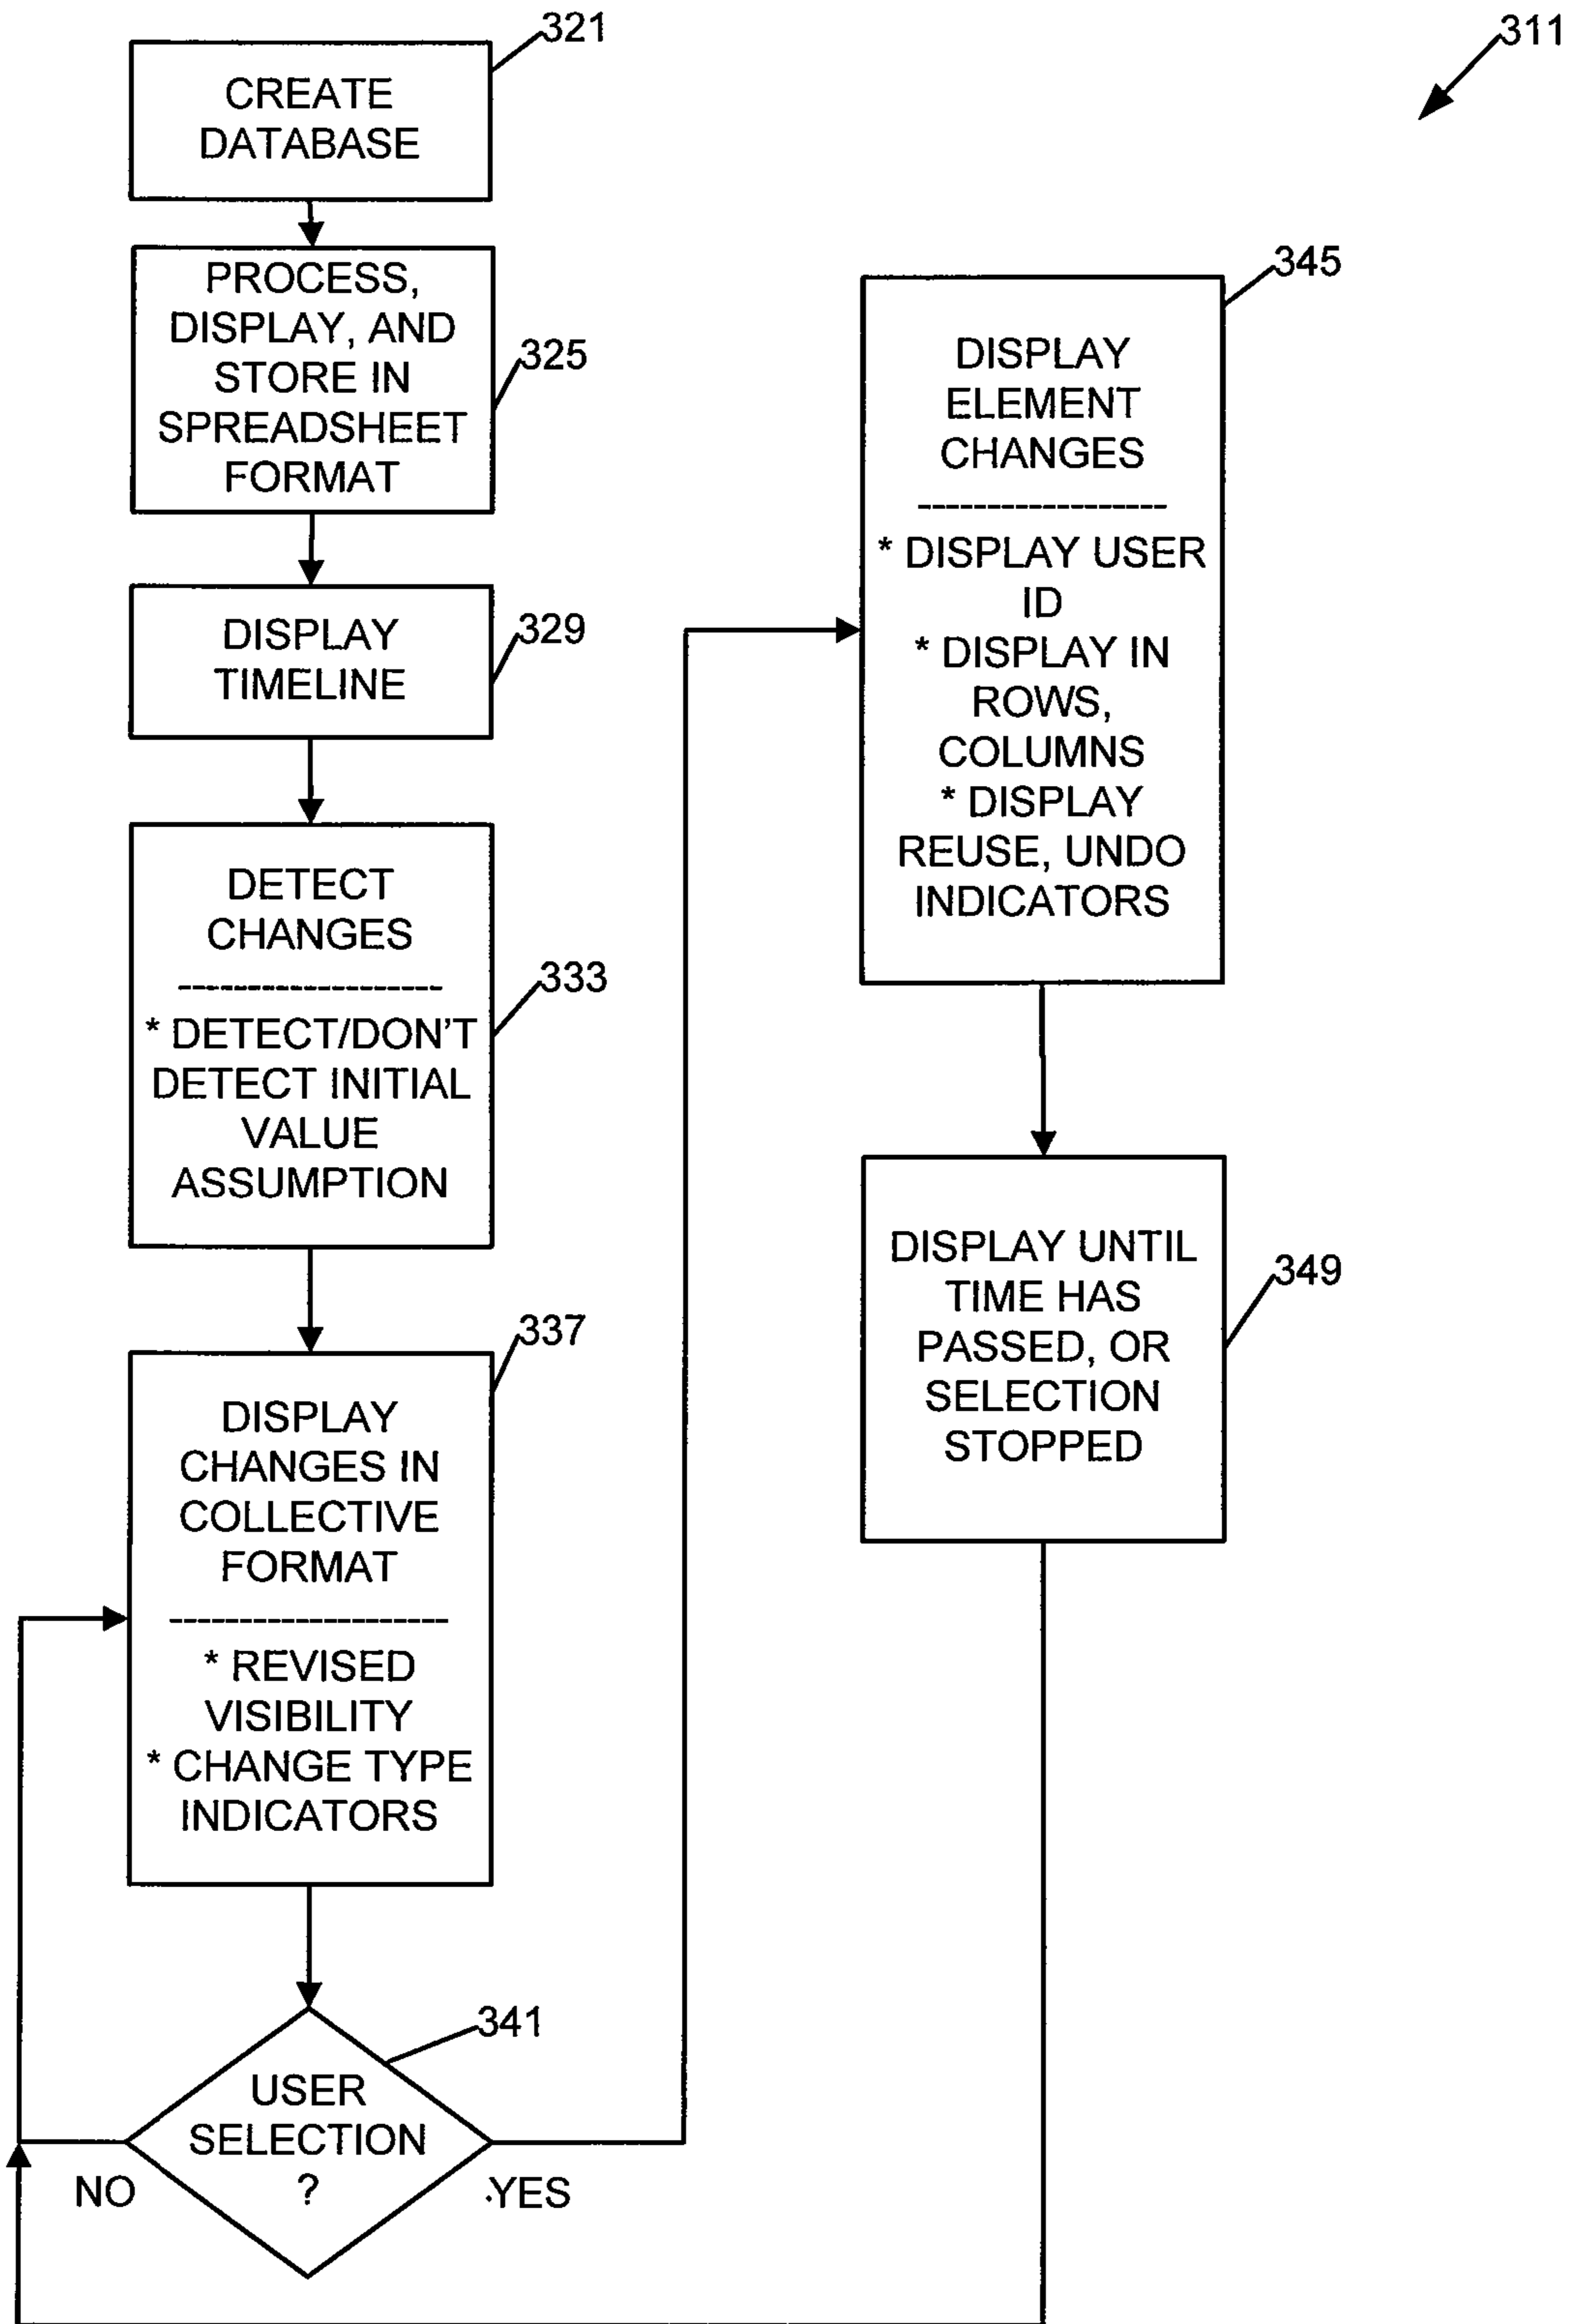 321
CREATE
DATABASE
311
PROCESS,
DISPLAY, AND
STORE IN
SPREADSHEET
FORMAT
325
DISPLAY
TIMELINE
329
DETECT
CHANGES
--------------------
* DETECT/DON'T
DETECT INITIAL
VALUE
ASSUMPTION
333
DISPLAY
CHANGES IN
COLLECTIVE
FORMAT
---------------------
* REVISED
VISIBILITY
* CHANGE TYPE
INDICATORS
337
USER
SELECTION
?
341
NO
YES
DISPLAY
ELEMENT
CHANGES
------------------
* DISPLAY USER
ID
* DISPLAY IN
ROWS,
COLUMNS
* DISPLAY
REUSE, UNDO
INDICATORS
345
DISPLAY UNTIL
TIME HAS
PASSED, OR
SELECTION
STOPPED
349